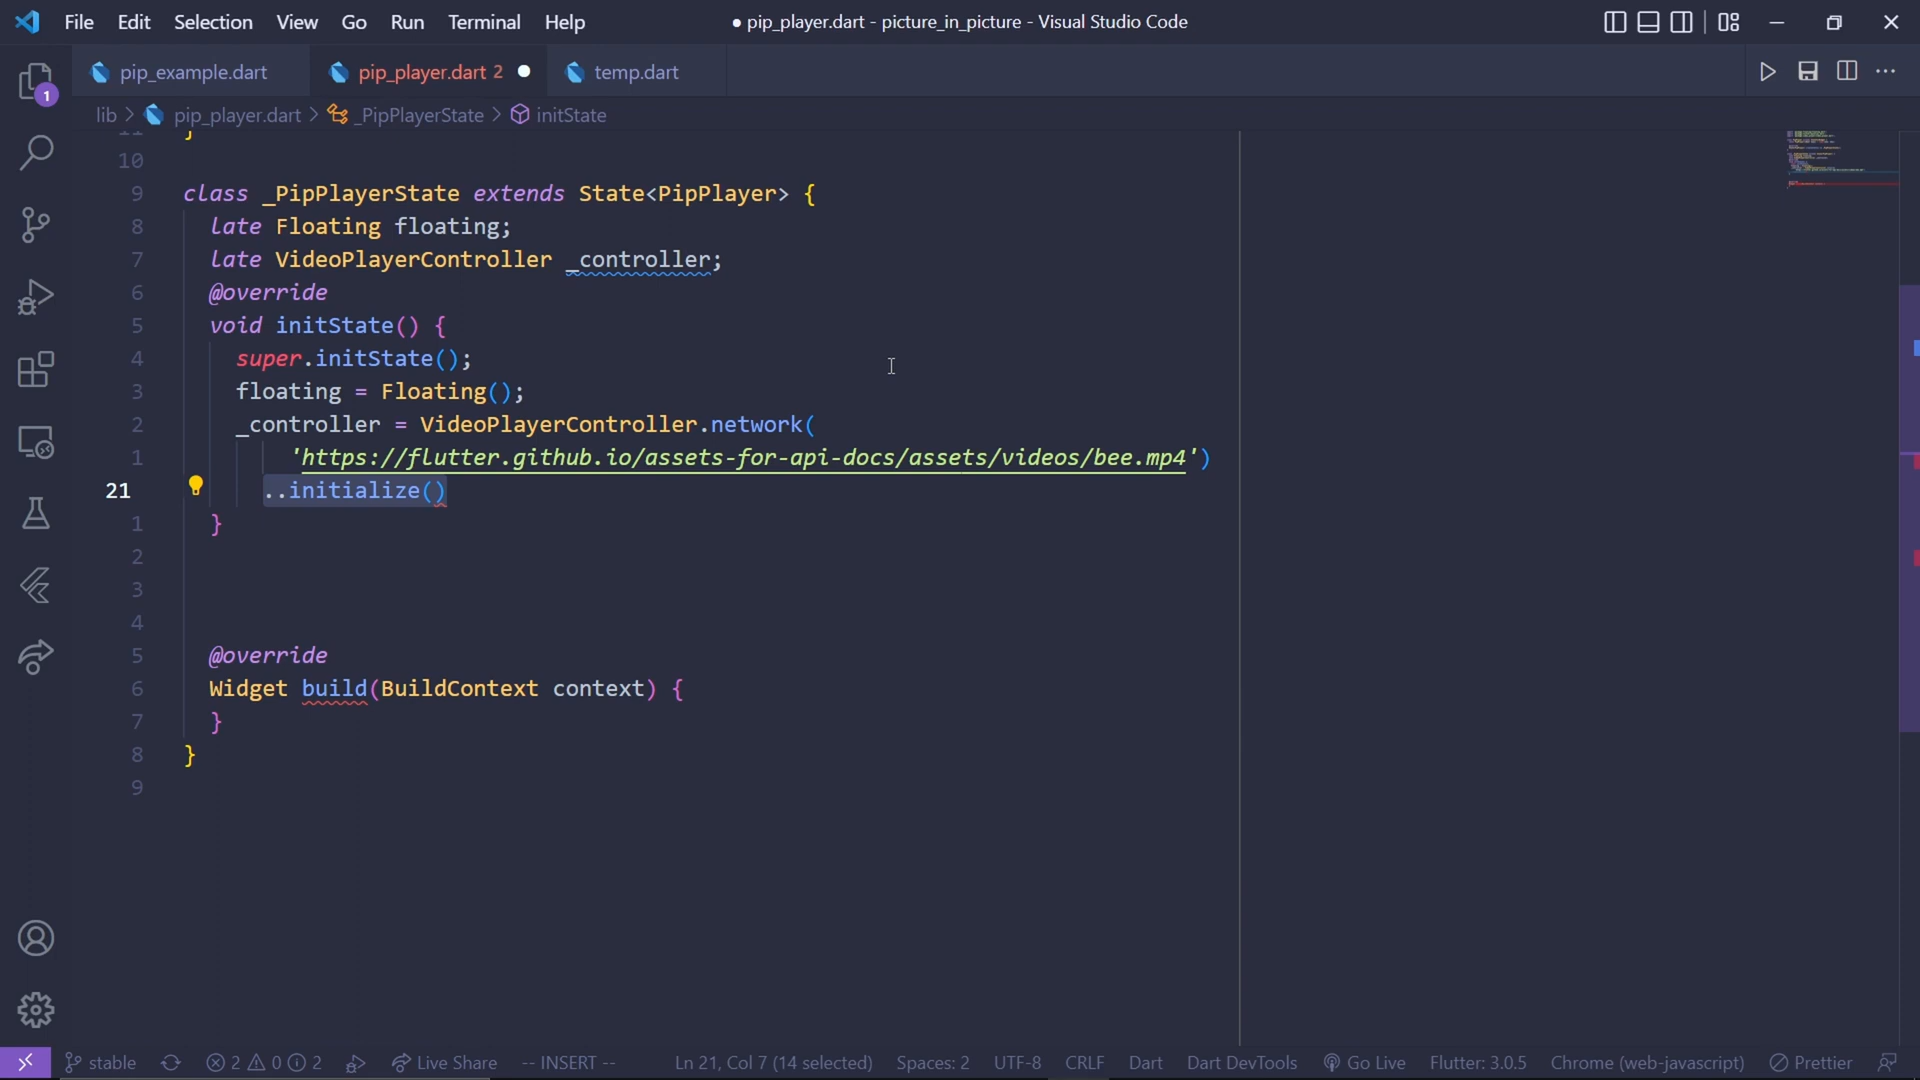 File Edit Selection View Go Run Terminal Help
● pip_player.dart - picture_in_picture - Visual Studio Code
pip_example.dart
pip_player.dart 2 ●
temp.dart
1
lib > pip_player.dart > _PipPlayerState > initState
11 }
10
9 class _PipPlayerState extends State<PipPlayer> {
8 late Floating floating;
7 late VideoPlayerController _controller;
6 @override
5 void initState() {
4 super.initState();
3 floating = Floating();
2 _controller = VideoPlayerController.network(
1 'https://flutter.github.io/assets-for-api-docs/assets/videos/bee.mp4')
21 ..initialize()
1 }
2
3
4
5 @override
6 Widget build(BuildContext context) {
7 }
8 }
9
stable 2 0 2 Live Share -- INSERT -- Ln 21, Col 7 (14 selected) Spaces: 2 UTF-8 CRLF Dart Dart DevTools Go Live Flutter: 3.0.5 Chrome (web-javascript) Prettier